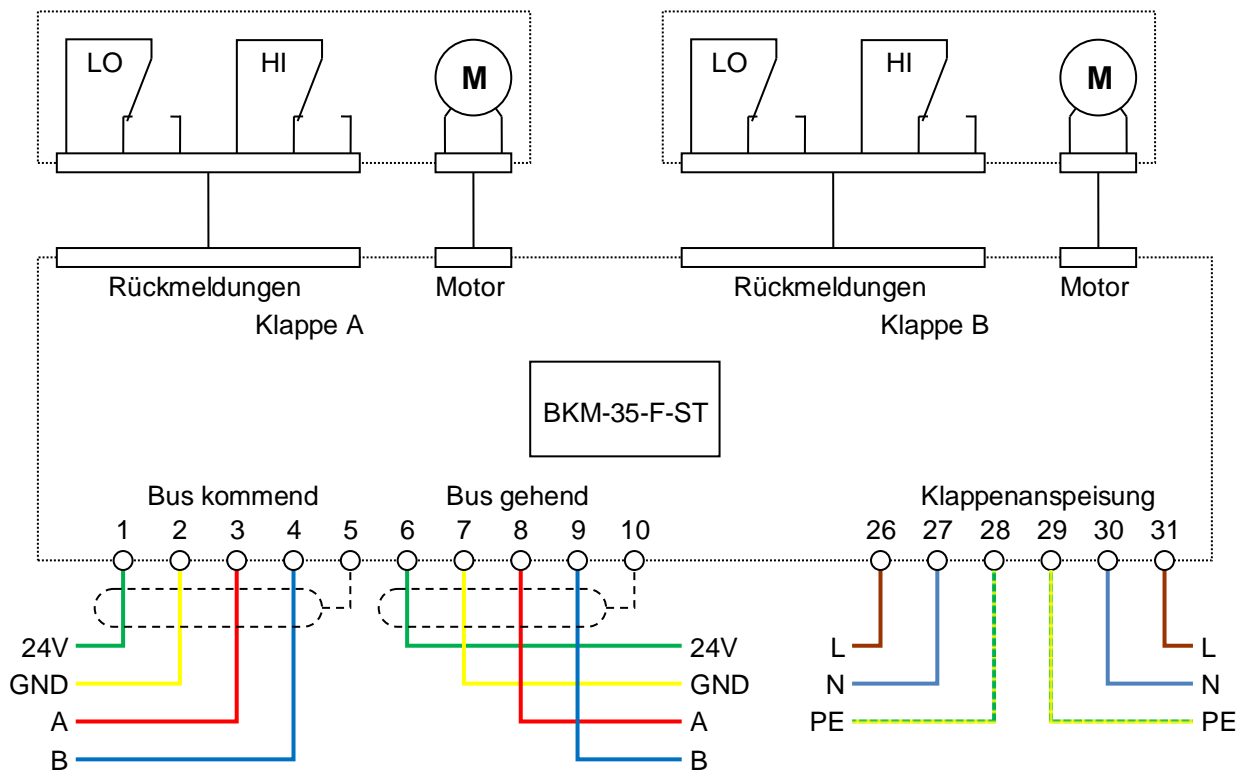 LO HI M LO HI M
Rückmeldungen Motor Rückmeldungen Motor
Klappe A Klappe B
BKM-35-F-ST
Bus kommend Bus gehend Klappenanspeisung
1 2 3 4 5 6 7 8 9 10 26 27 28 29 30 31
24V 24V L L
GND GND N N
A A PE PE
B B